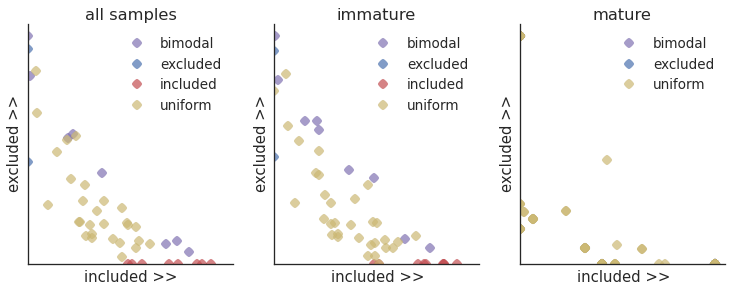 all samples
bimodal
excluded
included
uniform
excluded >>
included >>
immature
bimodal
excluded
included
uniform
excluded >>
included >>
mature
bimodal
excluded
uniform
excluded >>
included >>